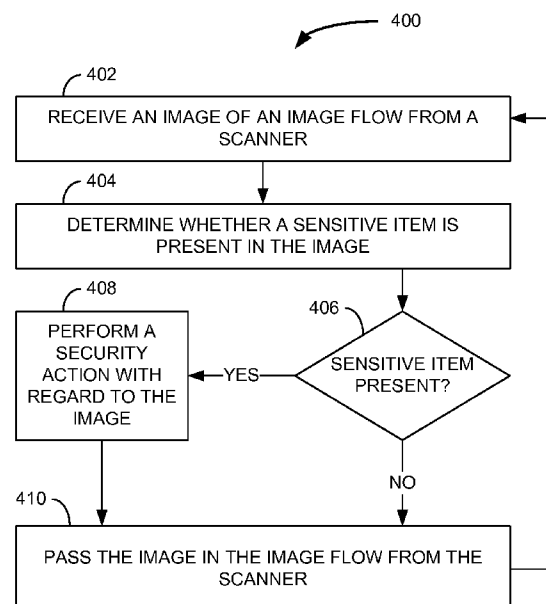 400
402
RECEIVE AN IMAGE OF AN IMAGE FLOW FROM A
SCANNER
404
DETERMINE WHETHER A SENSITIVE ITEM IS
PRESENT IN THE IMAGE
408
PERFORM A
SECURITY
ACTION WITH
REGARD TO THE
IMAGE
406
SENSITIVE ITEM
PRESENT?
YES
NO
410
PASS THE IMAGE IN THE IMAGE FLOW FROM THE
SCANNER